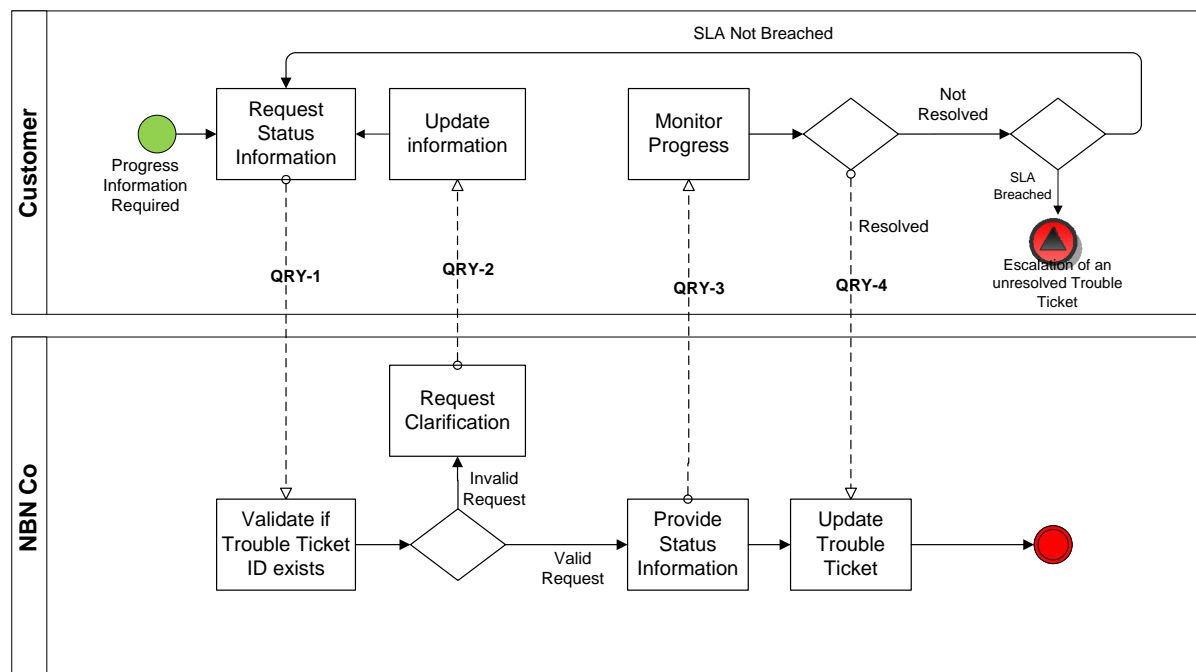 SLA Not Breached
Customer
Request
Status
Information
Update
information
Monitor
Progress
Not
Resolved
Progress
Information
Required
SLA
Breached
Resolved
Escalation of an
unresolved Trouble
Ticket
QRY-1
QRY-2
QRY-3
QRY-4
NBN Co
Request
Clarification
Invalid
Request
Validate if
Trouble Ticket
ID exists
Valid
Request
Provide
Status
Information
Update
Trouble
Ticket